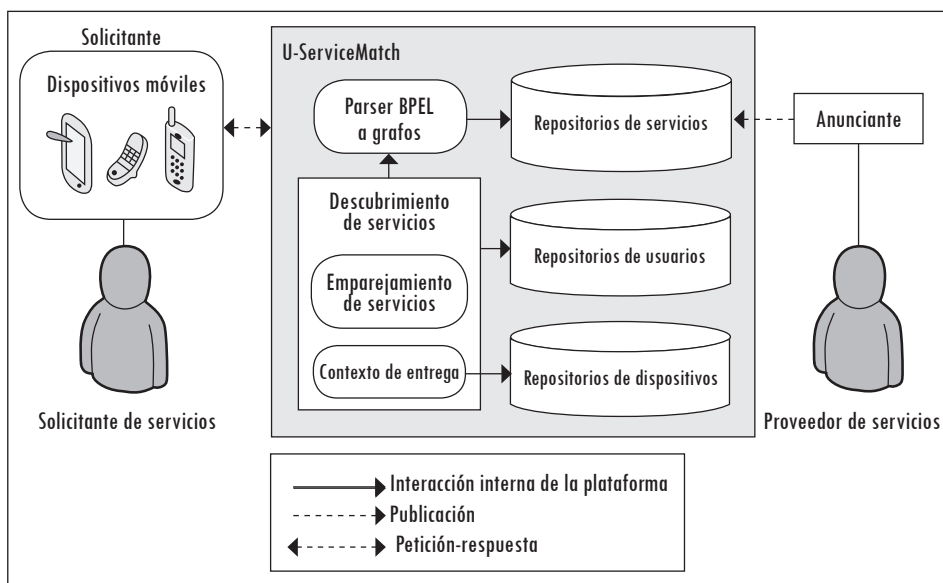 Solicitante
Dispositivos móviles
Solicitante de servicios
U-ServiceMatch
Parser BPEL
a grafos
Descubrimiento
de servicios
Emparejamiento
de servicios
Contexto de entrega
Repositorios de servicios
Repositorios de usuarios
Repositorios de dispositivos
Anunciante
Proveedor de servicios
Interacción interna de la plataforma
Publicación
Petición-respuesta